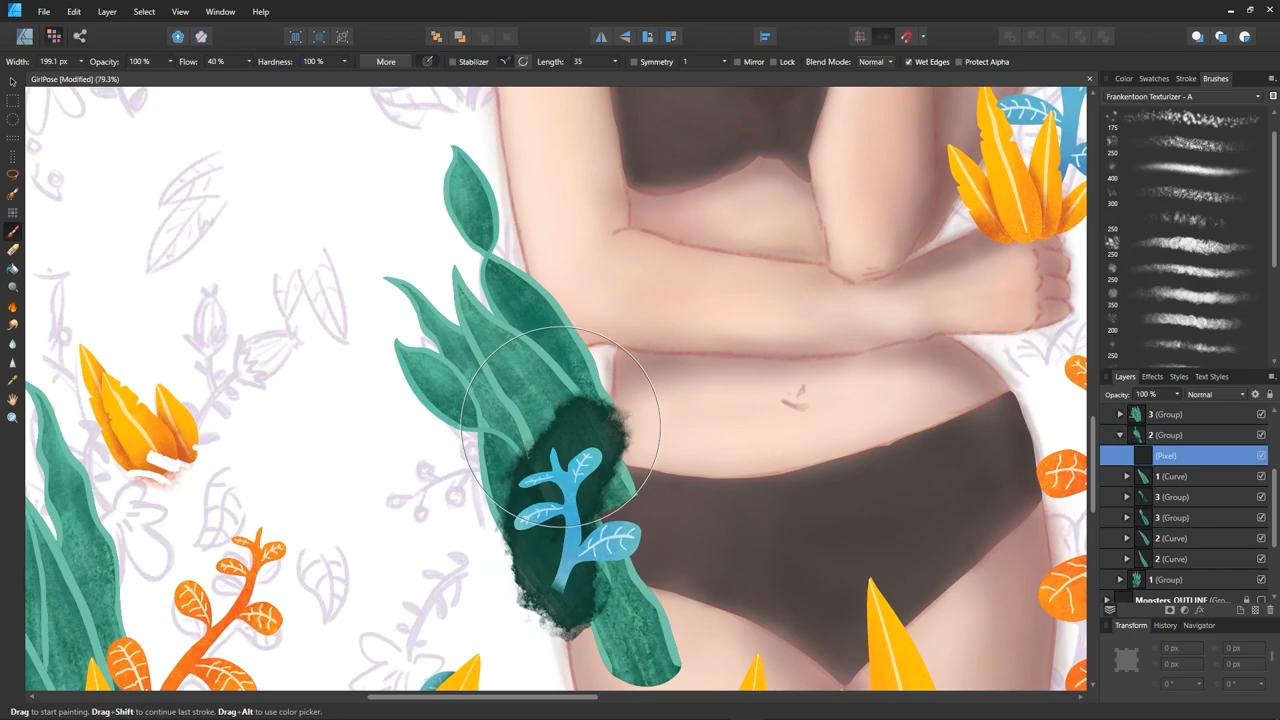 File Edit Layer Select View Window Help
Width: 199.1 px Opacity: 100 % Flow: 40 % Hardness: 100 % More Stabilizer Length: 35 Symmetry 1 Mirror Lock Blend Mode: Normal Wet Edges Protect Alpha
GirlPose [Modified] (79.3%)
Color Swatches Stroke Brushes
Frankentoon Texturizer - A
175
250
400
300
250
250
250
350
200
250
Layers Effects Styles Text Styles
Opacity: 100 % Normal
3 (Group)
2 (Group)
(Pixel)
1 (Curve)
3 (Group)
3 (Group)
2 (Curve)
2 (Curve)
1 (Group)
Monsters_OUTLINE (Gro...
Transform History Navigator
X: 0 px W: 0 px
Y: 0 px H: 0 px
R: 0 ° S: 0 °
Drag to start painting. Drag+Shift to continue last stroke. Drag+Alt to use color picker.